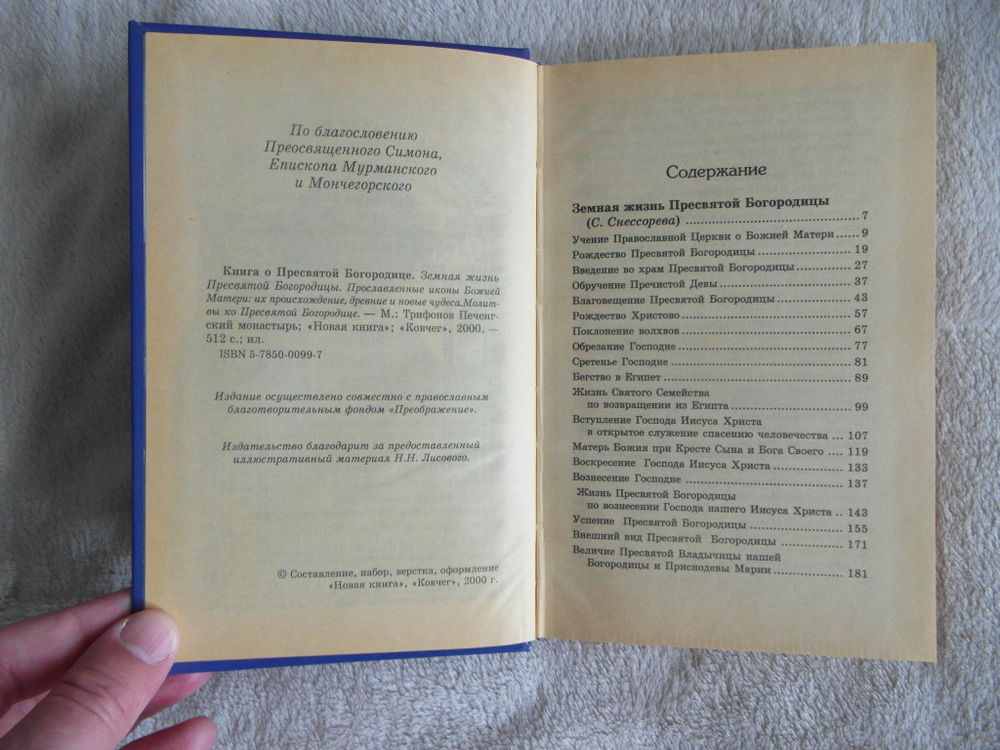 По благословению
Преосвященного Симона,
Епископа Мурманского
и Мончегорского
Книга о Пресвятой Богородице. Земная жизнь
Пресвятой Богородицы. Прославленные иконы Божией
Матери: их происхождение, древние и новые чудеса.Молит-
вы ко Пресвятой Богородице. — М.: Трифонов Печенг-
ский монастырь; «Новая книга»; «Ковчег», 2000. —
512 с.; ил.
ISBN 5-7850-0099-7
Издание осуществлено совместно с православным
благотворительным фондом «Преображение».
Издательство благодарит за предоставленный
иллюстративный материал Н.Н. Лисового.
© Составление, набор, верстка, оформление
«Новая книга», «Ковчег», 2000 г.
Содержание
Земная жизнь Пресвятой Богородицы
(С. Снессорева) ........ 7
Учение Православной Церкви о Божией Матери ...... 9
Рождество Пресвятой Богородицы ........ 19
Введение во храм Пресвятой Богородицы ........ 27
Обручение Пречистой Девы ........ 37
Благовещение Пресвятой Богородицы ........ 43
Рождество Христово ........ 57
Поклонение волхвов ........ 67
Обрезание Господне ........ 77
Сретенье Господне ........ 81
Бегство в Египет ........ 89
Жизнь Святого Семейства
по возвращении из Египта ........ 99
Вступление Господа Иисуса Христа
в открытое служение спасению человечества ... 107
Матерь Божия при Кресте Сына и Бога Своего .... 119
Воскресение Господа Иисуса Христа ........ 133
Вознесение Господне ........ 137
Жизнь Пресвятой Богородицы
по вознесении Господа нашего Иисуса Христа .. 143
Успение Пресвятой Богородицы ........ 155
Внешний вид Пресвятой Богородицы ........ 171
Величие Пресвятой Владычицы нашей
Богородицы и Приснодевы Марии ........ 181